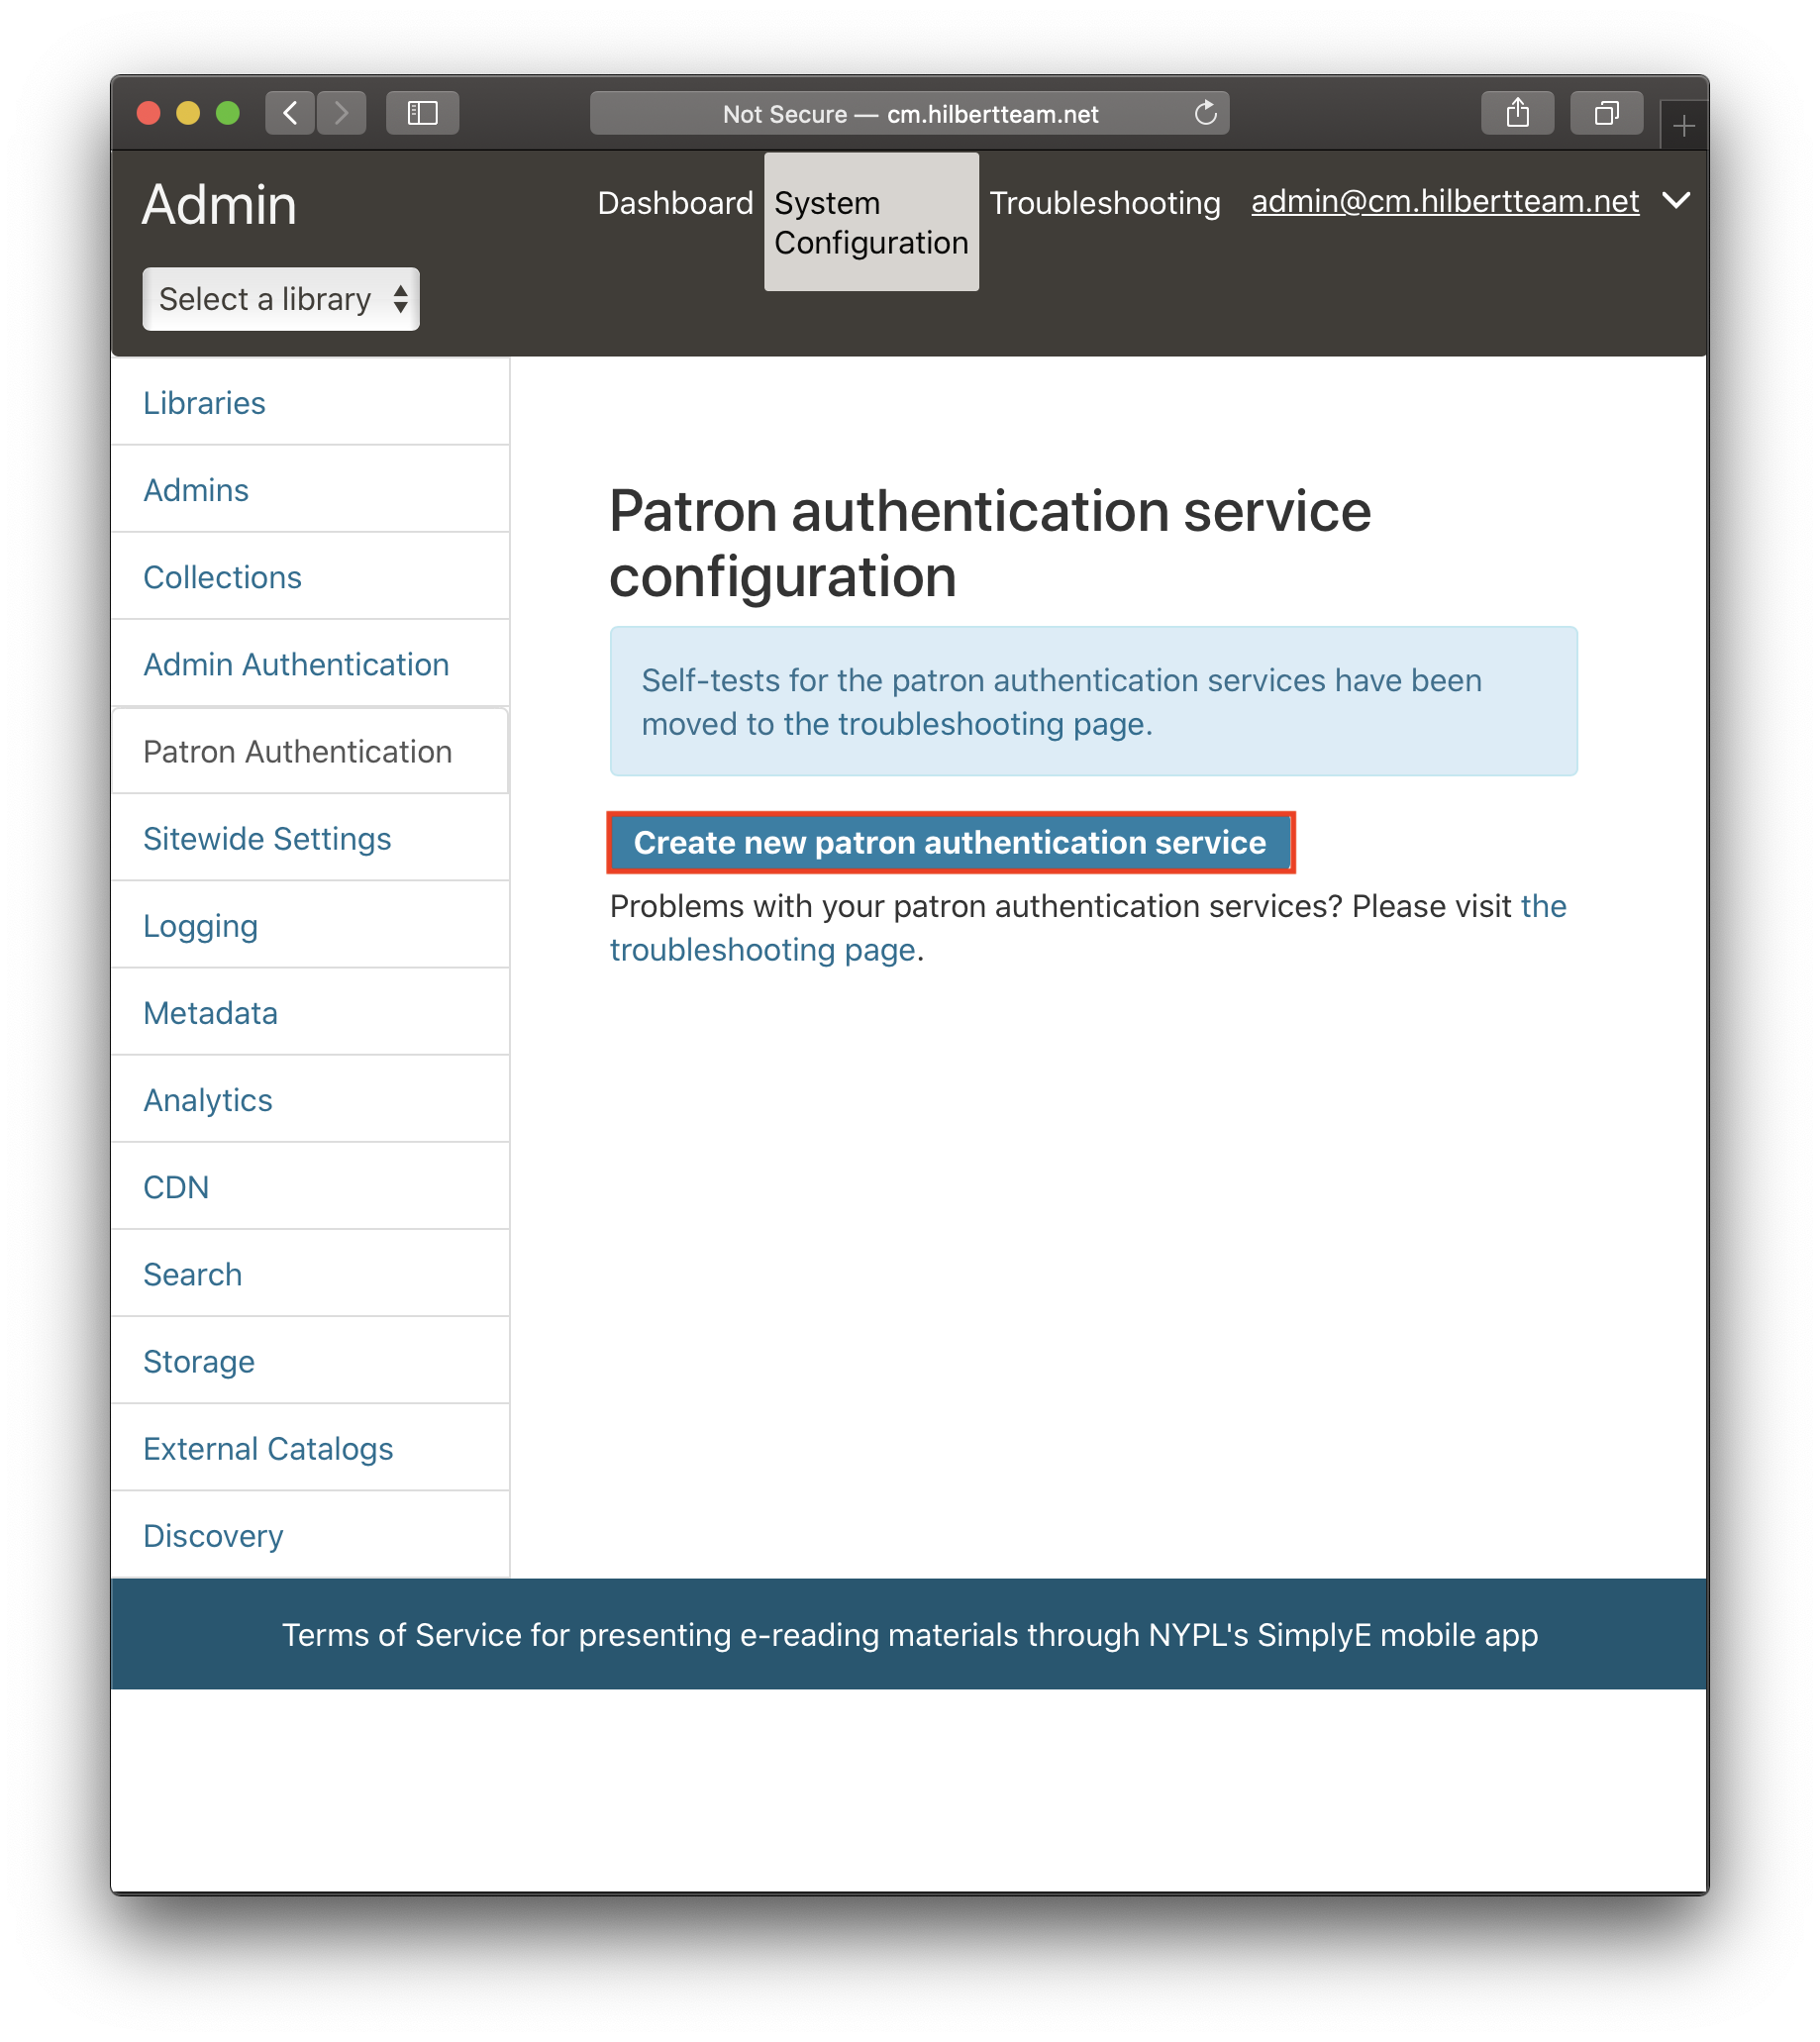 Not Secure — cm.hilbertteam.net
Admin
Dashboard
System
Configuration
Troubleshooting
admin@cm.hilbertteam.net
Select a library
Libraries
Admins
Collections
Admin Authentication
Patron Authentication
Sitewide Settings
Logging
Metadata
Analytics
CDN
Search
Storage
External Catalogs
Discovery
Patron authentication service
configuration
Self-tests for the patron authentication services have been
moved to the troubleshooting page.
Create new patron authentication service
Problems with your patron authentication services? Please visit the
troubleshooting page.
Terms of Service for presenting e-reading materials through NYPL's SimplyE mobile app